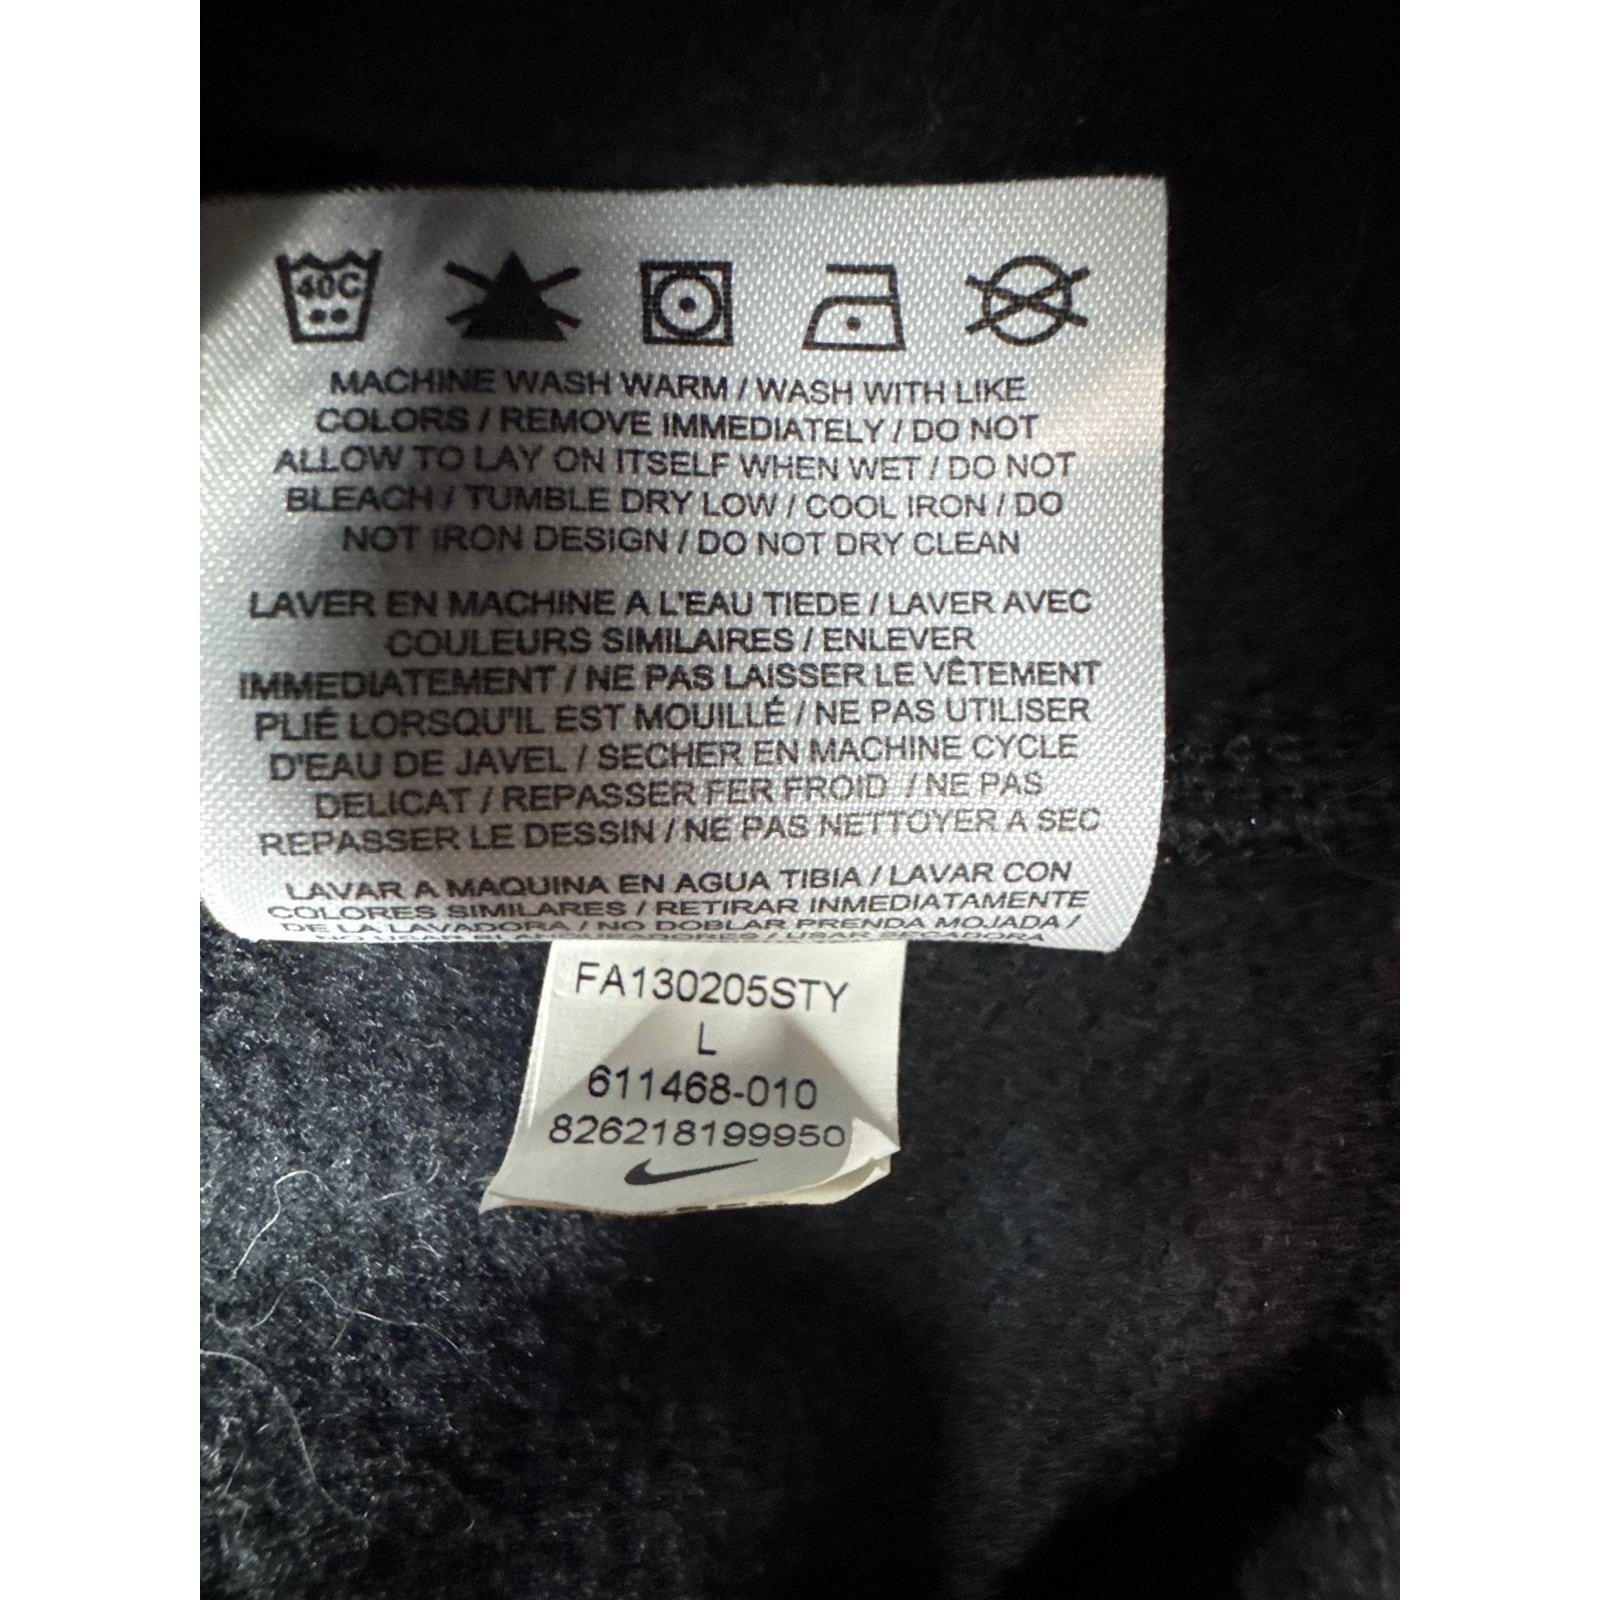 40C
MACHINE WASH WARM / WASH WITH LIKE
COLORS / REMOVE IMMEDIATELY / DO NOT
ALLOW TO LAY ON ITSELF WHEN WET / DO NOT
BLEACH / TUMBLE DRY LOW / COOL IRON / DO
NOT IRON DESIGN / DO NOT DRY CLEAN
LAVER EN MACHINE A L'EAU TIEDE / LAVER AVEC
COULEURS SIMILAIRES / ENLEVER
IMMEDIATEMENT / NE PAS LAISSER LE VÊTEMENT
PLIÉ LORSQU'IL EST MOUILLÉ / NE PAS UTILISER
D'EAU DE JAVEL / SECHER EN MACHINE CYCLE
DELICAT / REPASSER FER FROID / NE PAS
REPASSER LE DESSIN / NE PAS NETTOYER A SEC
LAVAR A MAQUINA EN AGUA TIBIA / LAVAR CON
COLORES SIMILARES / RETIRAR INMEDIATAMENTE
DE LA LAVADORA / NO DOBLAR PRENDA MOJADA /
NO USAR BLANQUEADORES / USAR SECADORA
FA130205STY
L
611468-010
826218199950